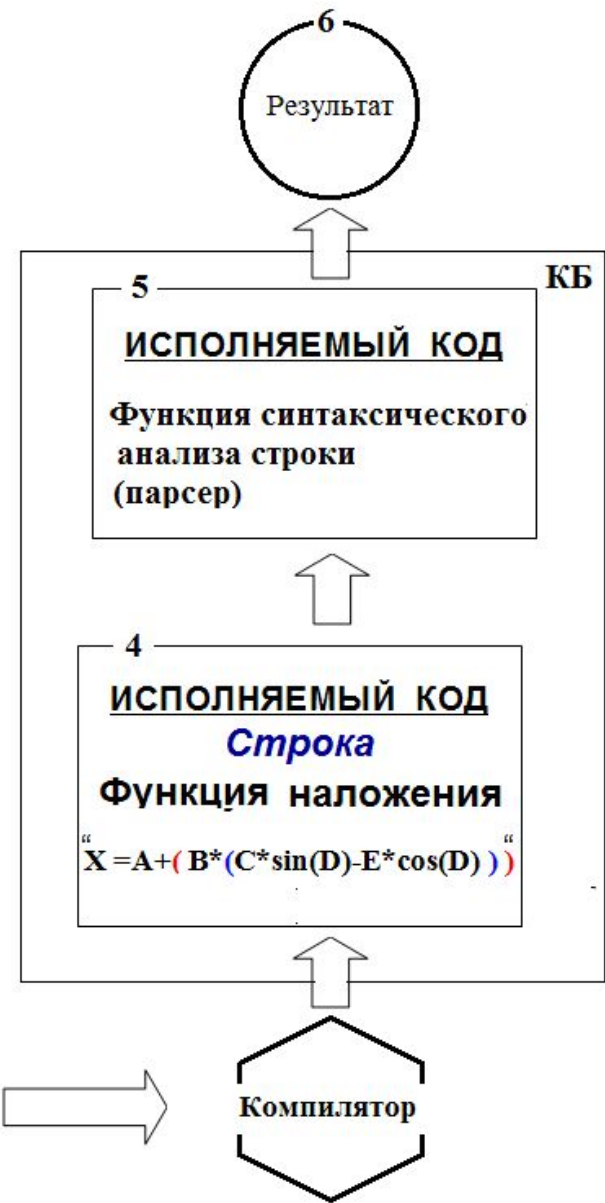 6
Результат
КБ
5
ИСПОЛНЯЕМЫЙ КОД
Функция синтаксического
анализа строки
(парсер)
4
ИСПОЛНЯЕМЫЙ КОД
Строка
Функция наложения
“X =A+( B*(C*sin(D)-E*cos(D) ) )“
Компилятор